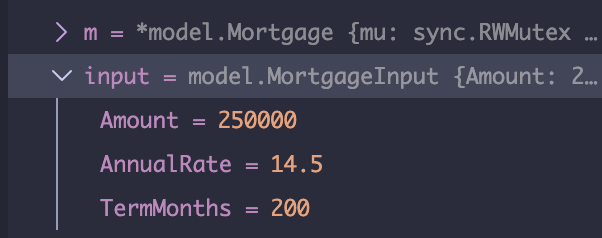 m = *model.Mortgage {mu: sync.RWMutex …
input = model.MortgageInput {Amount: 2…
Amount = 250000
AnnualRate = 14.5
TermMonths = 200